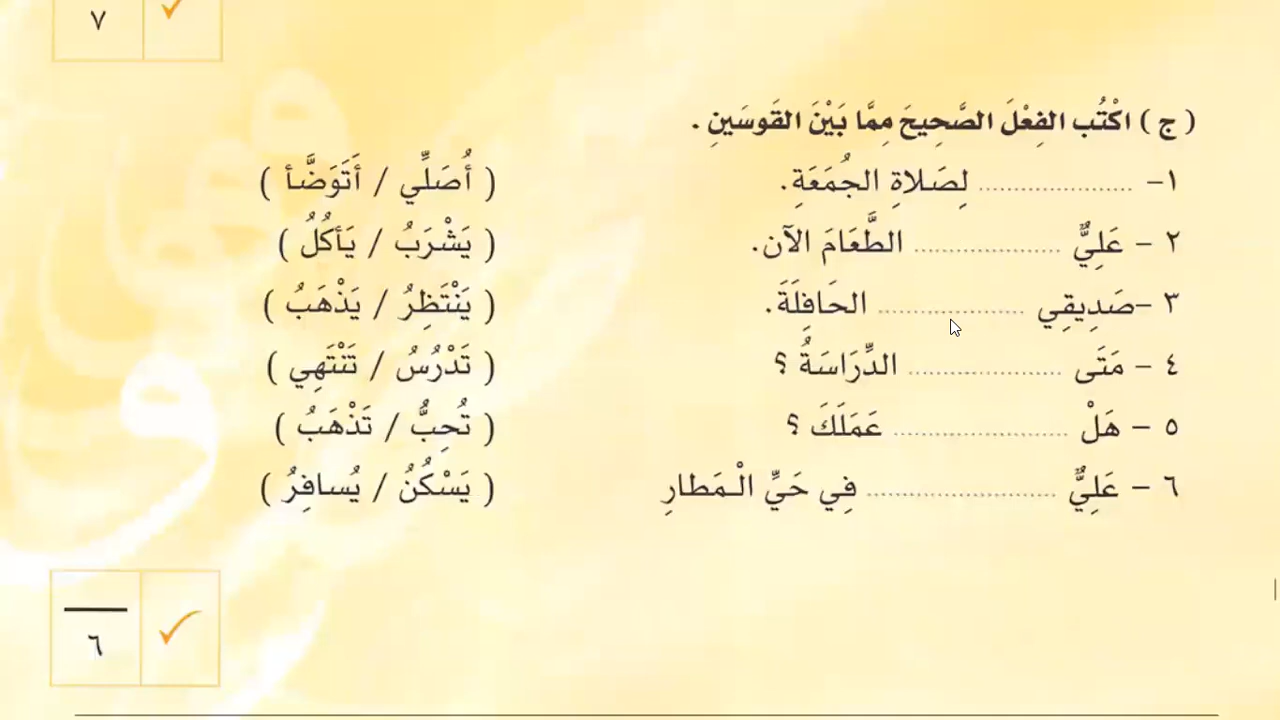 ٧
( ج ) اكْتُب الفِعْلَ الصَّحِيحَ مِمَّا بَيْنَ القَوسَينِ .
١- ..................... لِصَلاةِ الجُمَعَةِ. ( أُصَلِّي / أَتَوَضَّأ )
٢ - عَلِيٌّ ..................... الطَّعَامَ الآن. ( يَشْرَبُ / يَأكُلُ )
٣ -صَدِيقِي ..................... الحَافِلَةَ. ( يَنْتَظِرُ / يَذْهَبُ )
٤ - مَتَى ..................... الدِّرَاسَةُ ؟ ( تَدْرُسُ / تَنْتَهِي )
٥ - هَلْ ........................ عَمَلَكَ ؟ ( تُحِبُّ / تَذْهَبُ )
٦ - عَلِيٌّ .......................... فِي حَيِّ الْـمَطارِ ( يَسْكُنُ / يُسافِرُ )
٦